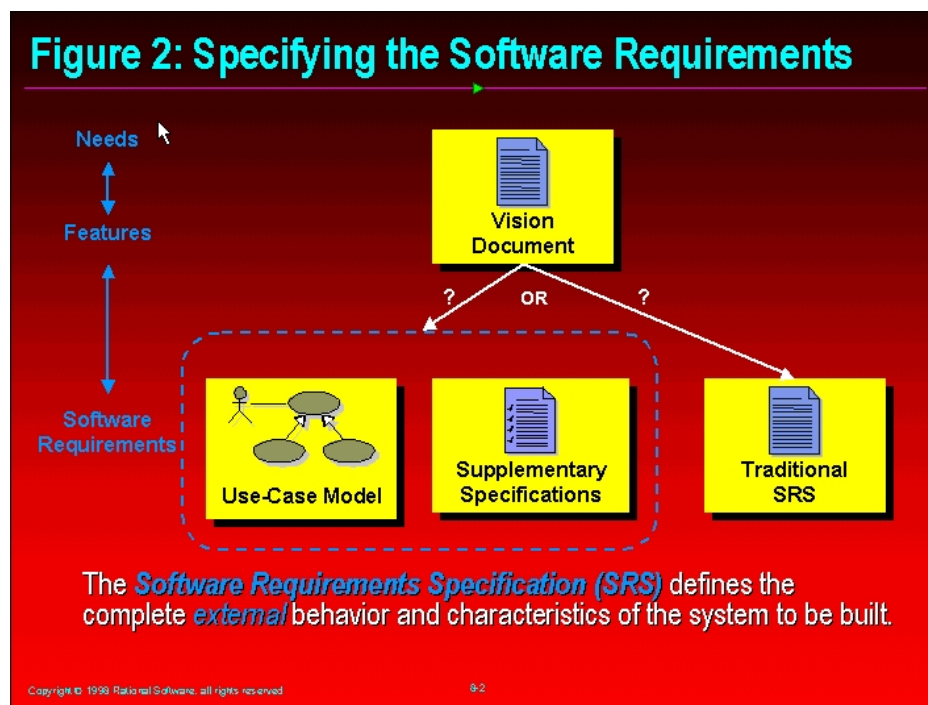 Figure 2: Specifying the Software Requirements
Needs
Features
Software
Requirements
Vision
Document
?
OR
?
Use-Case Model
Supplementary
Specifications
Traditional
SRS
The Software Requirements Specification (SRS) defines the
complete external behavior and characteristics of the system to be built.
Copyright © 1998 Rational Software, all rights reserved
8-2